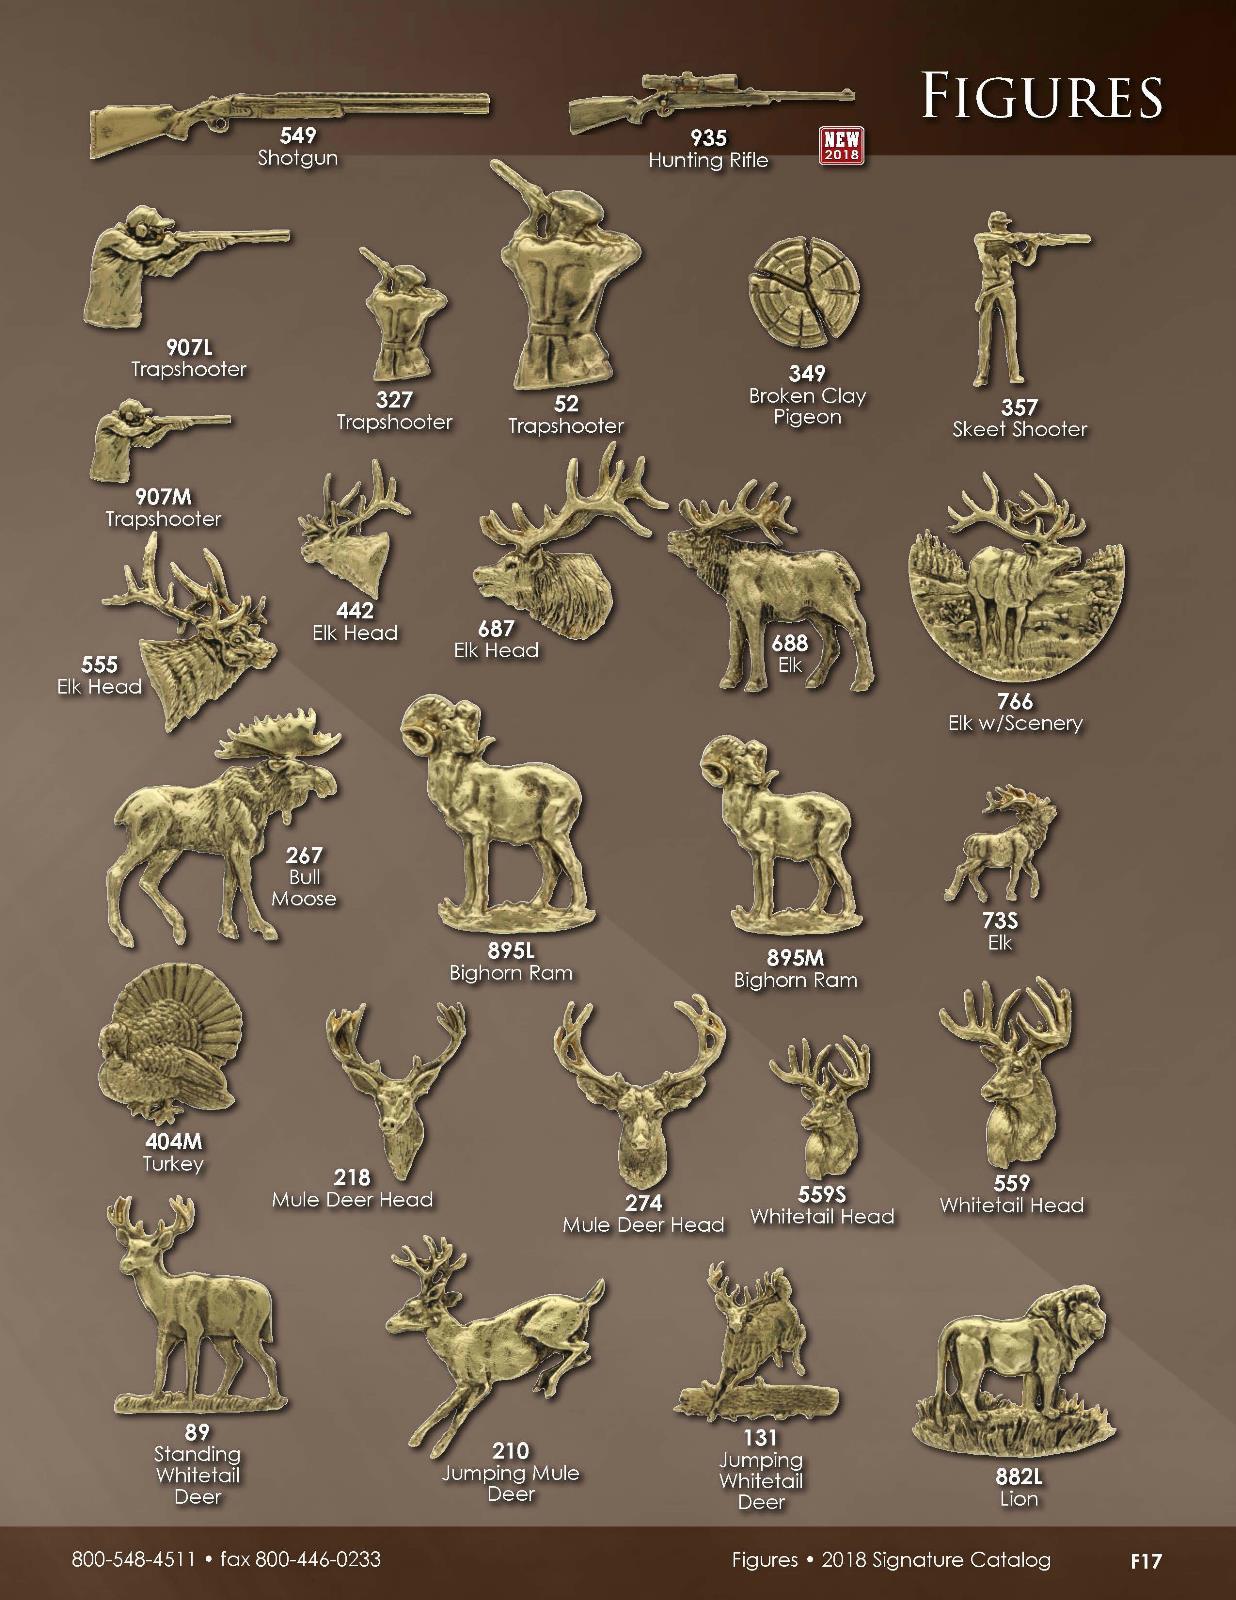 FIGURES
549
Shotgun
935
Hunting Rifle
NEW
2018
907L
Trapshooter
327
Trapshooter
52
Trapshooter
349
Broken Clay
Pigeon
357
Skeet Shooter
907M
Trapshooter
442
Elk Head
687
Elk Head
688
Elk
555
Elk Head
766
Elk w/Scenery
267
Bull
Moose
895L
Bighorn Ram
895M
Bighorn Ram
73S
Elk
404M
Turkey
218
Mule Deer Head
274
Mule Deer Head
559S
Whitetail Head
559
Whitetail Head
89
Standing
Whitetail
Deer
210
Jumping Mule
Deer
131
Jumping
Whitetail
Deer
882L
Lion
800-548-4511 • fax 800-446-0233
Figures • 2018 Signature Catalog F17